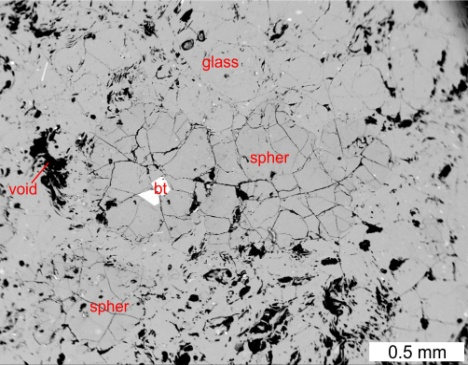 glass
spher
void
bt
spher
0.5 mm